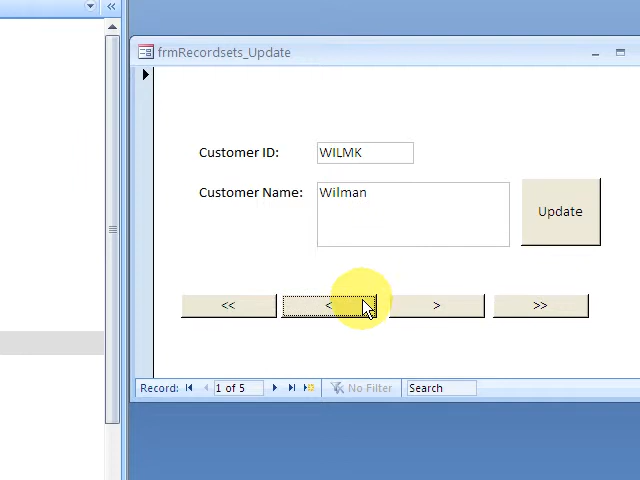 «
frmRecordsets_Update
Customer ID: WILMK
Customer Name: Wilman
Update
<< < > >>
Record: 1 of 5 No Filter Search